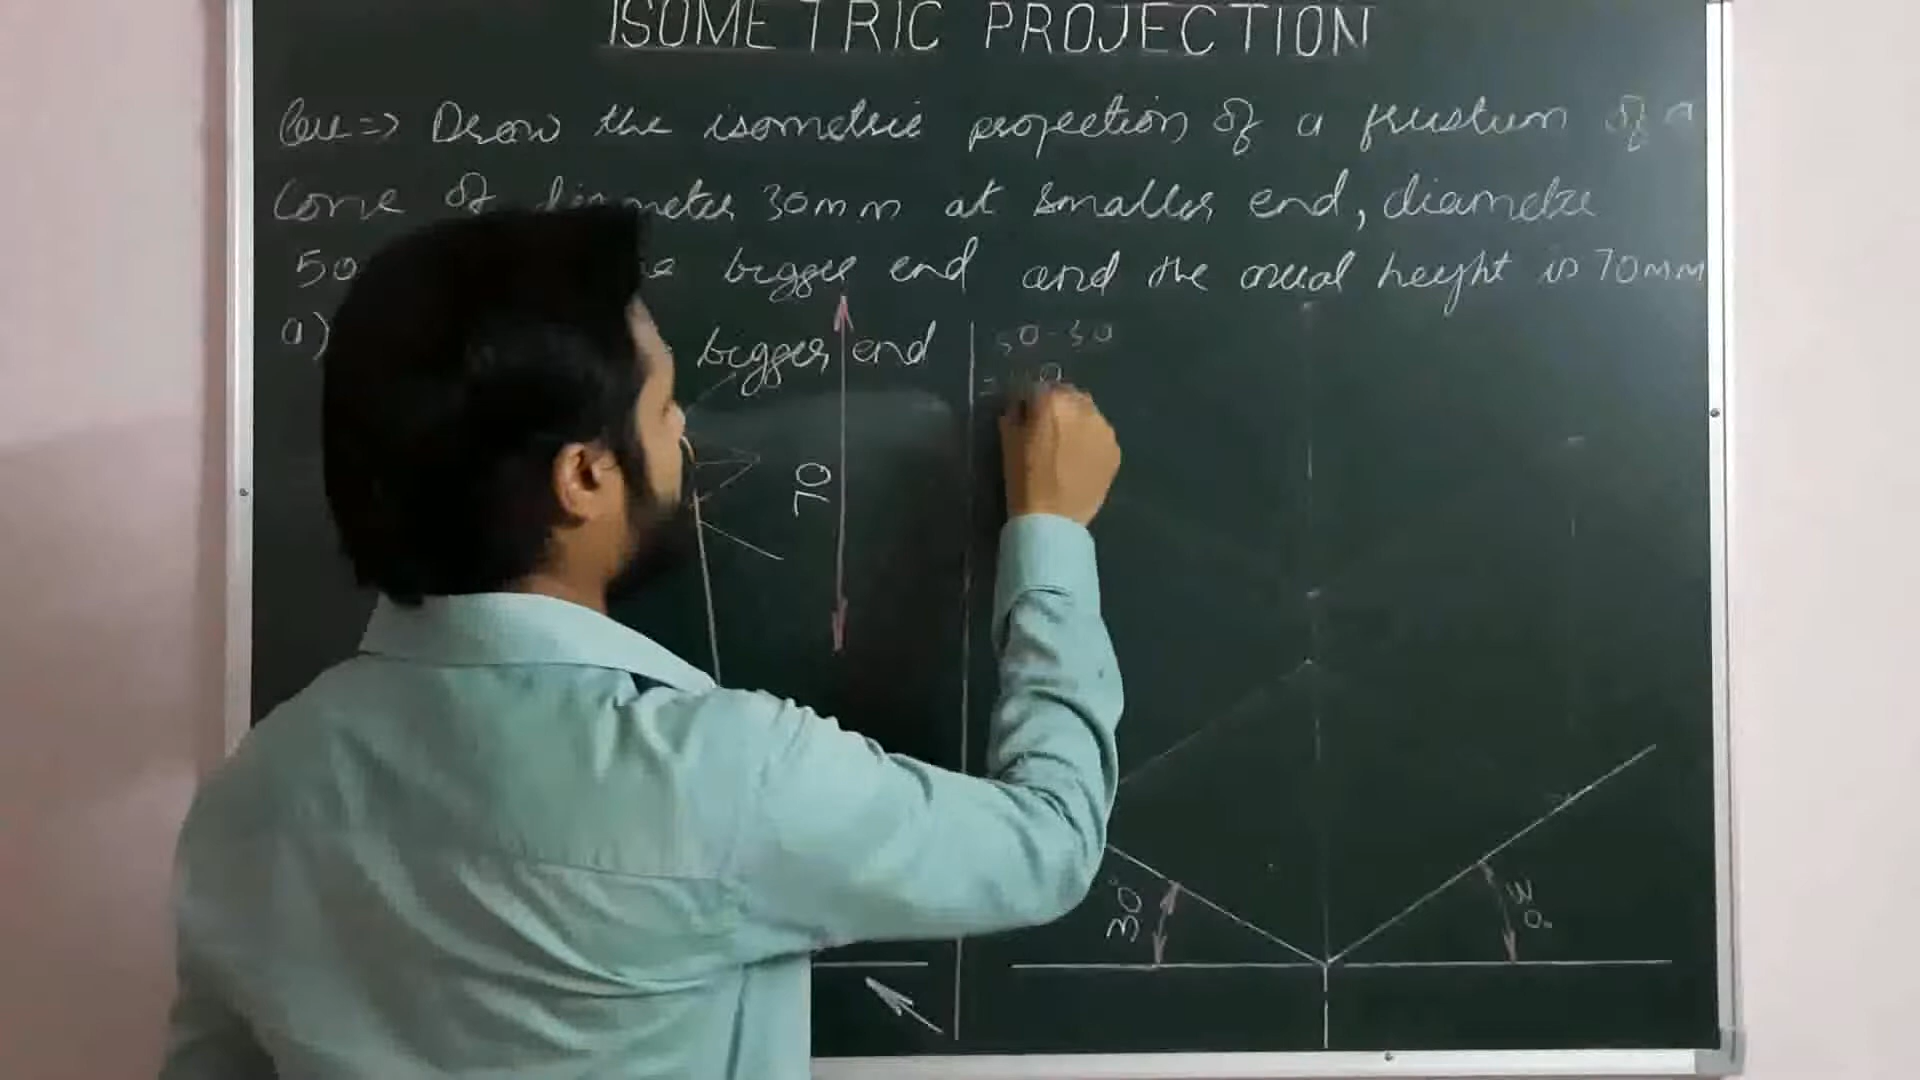 ISOMETRIC PROJECTION
Que=> Draw the isometric projection of a frustum of a
Cone of diameter 30mm at smaller end, diameter
50 bigger end and the axial height is 70mm
a) bigger end
50-30
70
30°
30°